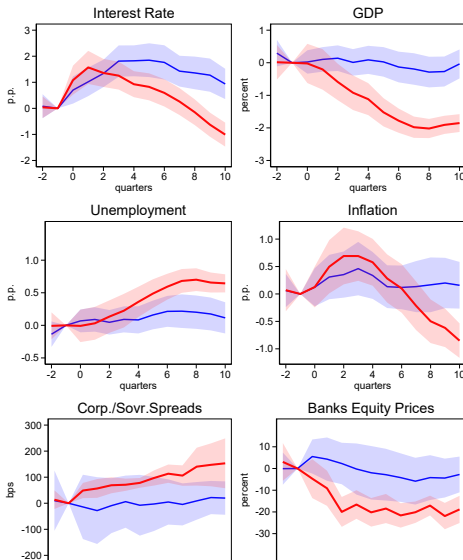 Interest Rate
GDP
3
2
1
0
-1
-2
p.p.
-2 0 2 4 6 8 10
quarters
1
0
-1
-2
-3
percent
-2 0 2 4 6 8 10
quarters
Unemployment
Inflation
1.0
0.5
0.0
-0.5
p.p.
-2 0 2 4 6 8 10
quarters
1.0
0.5
0.0
-0.5
-1.0
p.p.
-2 0 2 4 6 8 10
quarters
Corp./Sovr.Spreads
Banks Equity Prices
300
200
100
0
-100
-200
bps
10
0
-10
-20
-30
percent